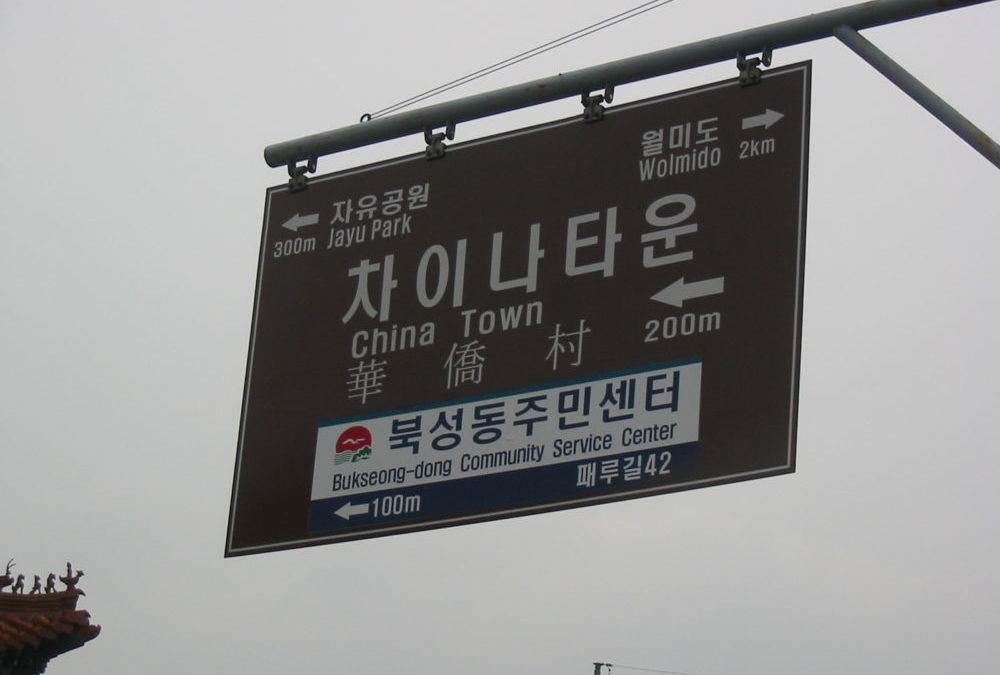 월미도
Wolmido 2km
자유공원
300m Jayu Park
차이나타운
China Town
200m
華 僑 村
북성동주민센터
Bukseong-dong Community Service Center
패루길42
100m